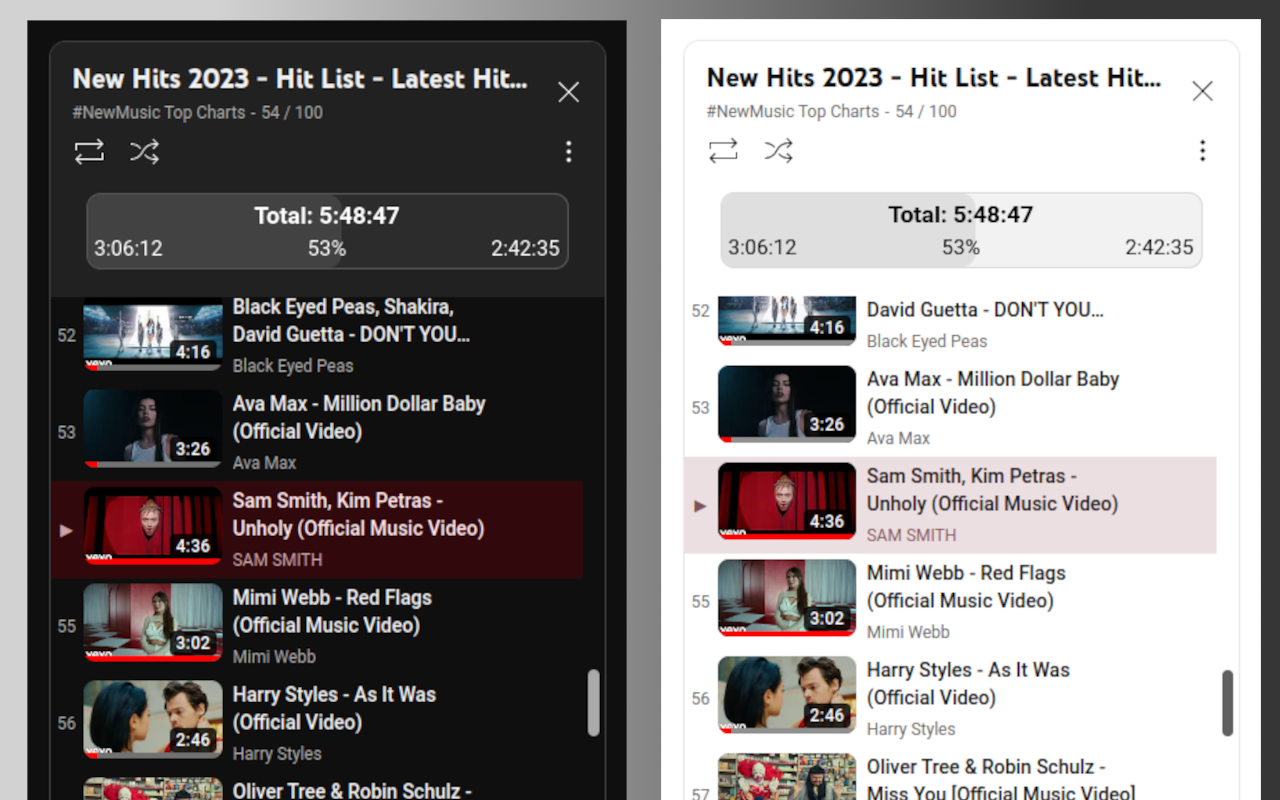 New Hits 2023 - Hit List - Latest Hit...
#NewMusic Top Charts - 54 / 100
Total: 5:48:47
3:06:12 53% 2:42:35
52
4:16
vevo
Black Eyed Peas, Shakira,
David Guetta - DON'T YOU...
Black Eyed Peas
53
3:26
Ava Max - Million Dollar Baby
(Official Video)
Ava Max
▶
4:36
vevo
Sam Smith, Kim Petras -
Unholy (Official Music Video)
SAM SMITH
55
3:02
vevo
Mimi Webb - Red Flags
(Official Music Video)
Mimi Webb
56
2:46
vevo
Harry Styles - As It Was
(Official Video)
Harry Styles
Oliver Tree & Robin Schulz -
New Hits 2023 - Hit List - Latest Hit...
#NewMusic Top Charts - 54 / 100
Total: 5:48:47
3:06:12 53% 2:42:35
52
4:16
vevo
David Guetta - DON'T YOU...
Black Eyed Peas
53
3:26
Ava Max - Million Dollar Baby
(Official Video)
Ava Max
▶
4:36
vevo
Sam Smith, Kim Petras -
Unholy (Official Music Video)
SAM SMITH
55
3:02
vevo
Mimi Webb - Red Flags
(Official Music Video)
Mimi Webb
56
2:46
vevo
Harry Styles - As It Was
(Official Video)
Harry Styles
57
Oliver Tree & Robin Schulz -
Miss You [Official Music Video]